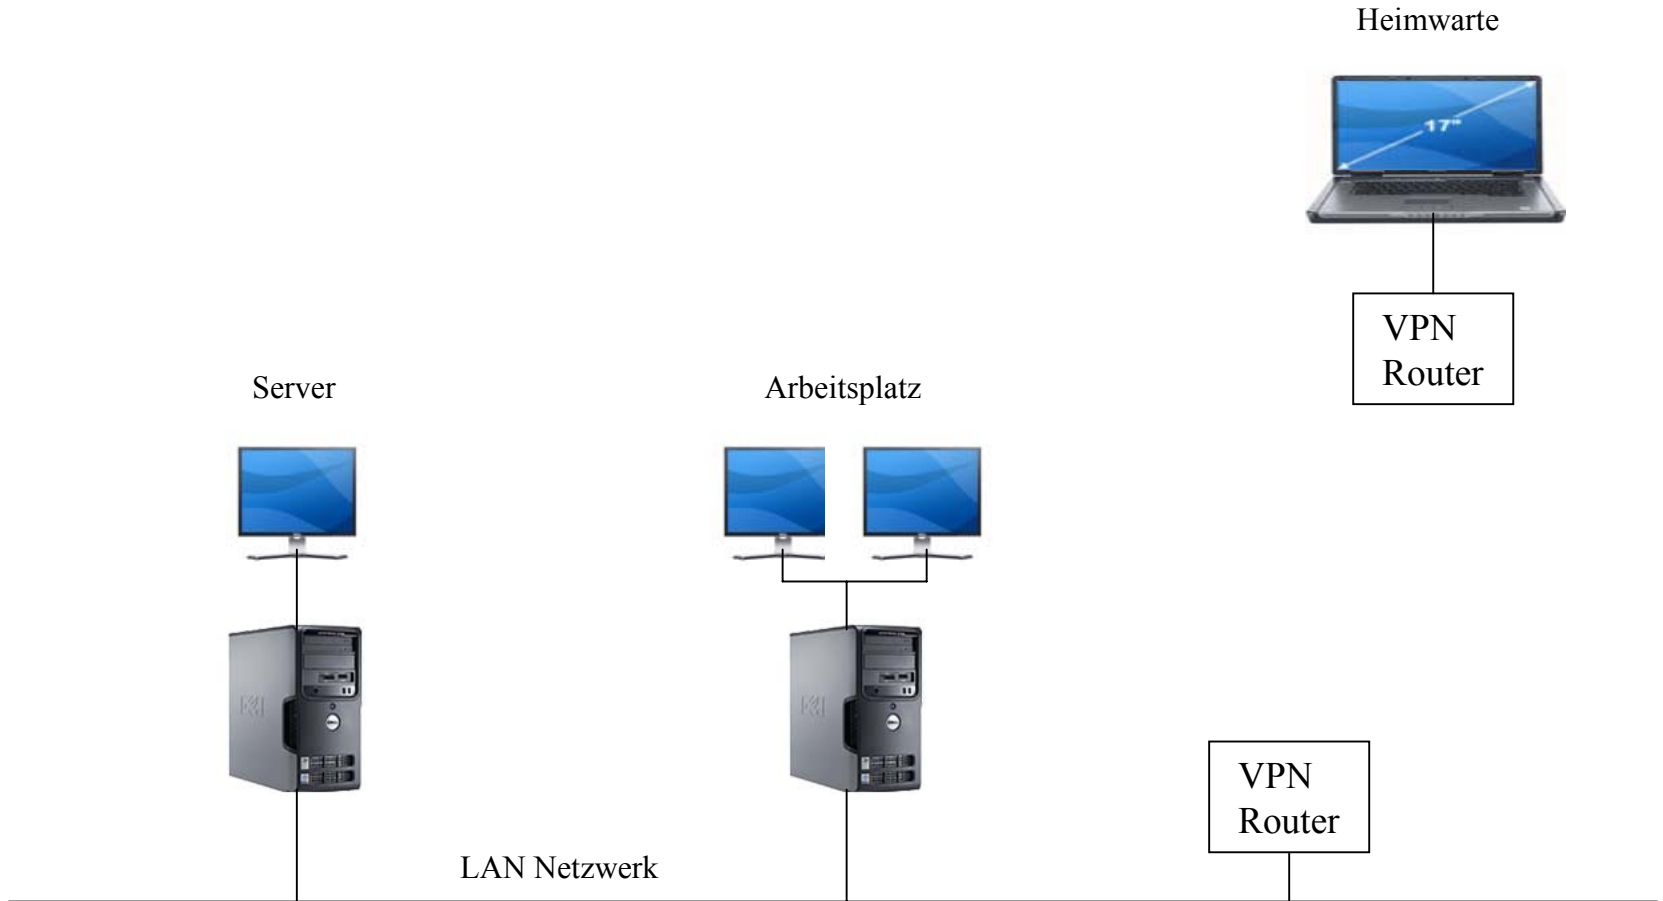 Heimwarte
17"
VPN
Router
Server
Arbeitsplatz
VPN
Router
LAN Netzwerk